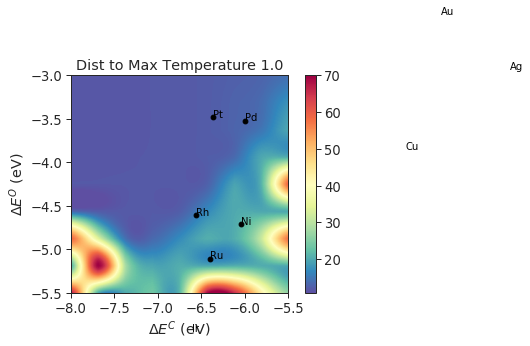 Au
Ag
Dist to Max Temperature 1.0
−3.0
−3.5
−4.0
−4.5
−5.0
−5.5
ΔE^O (eV)
Pt
Pd
Cu
Rh
Ni
Ru
70
60
50
40
30
20
−8.0 −7.5 −7.0 −6.5 −6.0 −5.5
ΔE^C (eV)
Ir